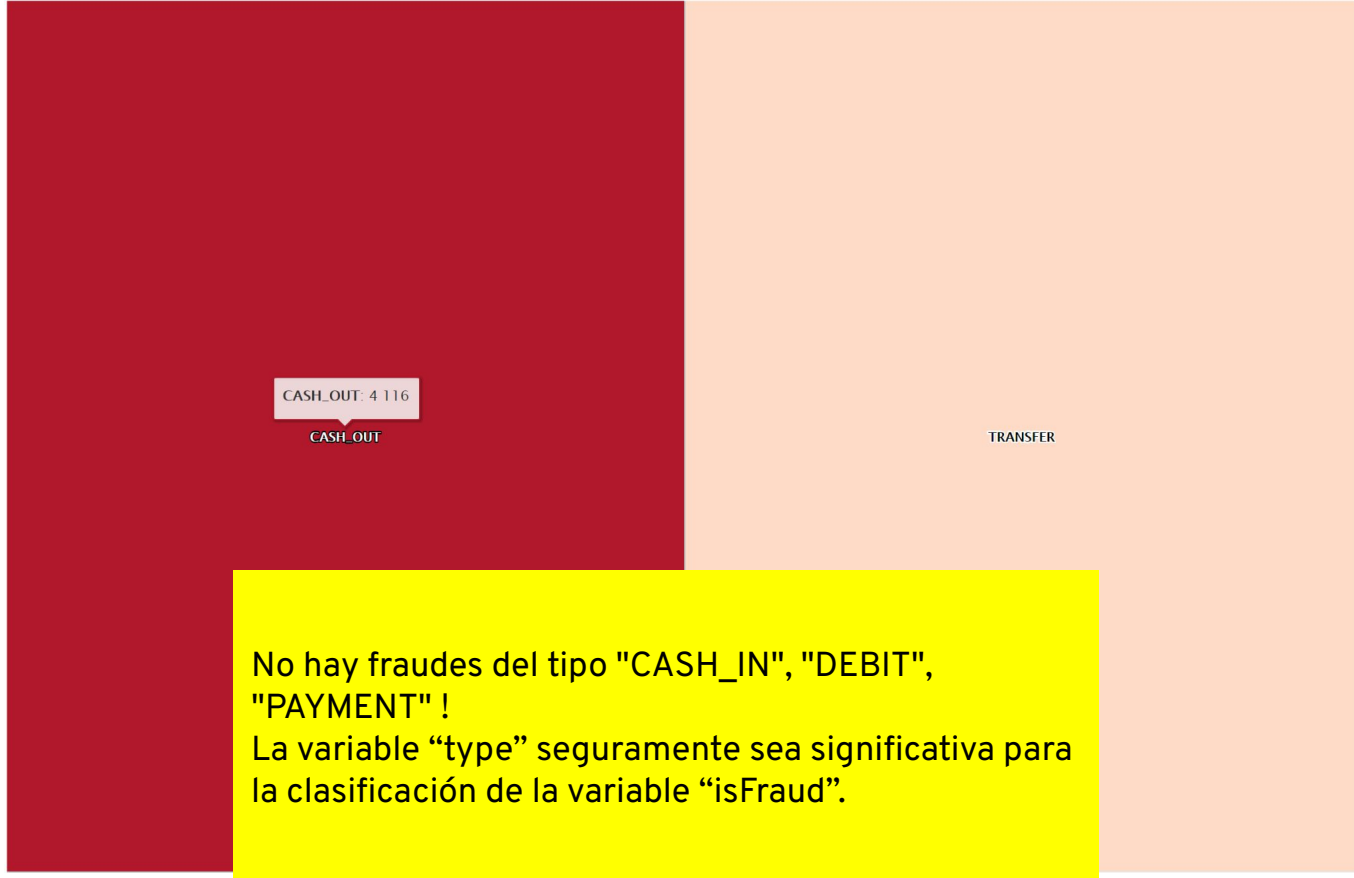 CASH_OUT: 4 116
CASH_OUT
TRANSFER
No hay fraudes del tipo "CASH_IN", "DEBIT",
"PAYMENT" !
La variable “type” seguramente sea significativa para
la clasificación de la variable “isFraud”.